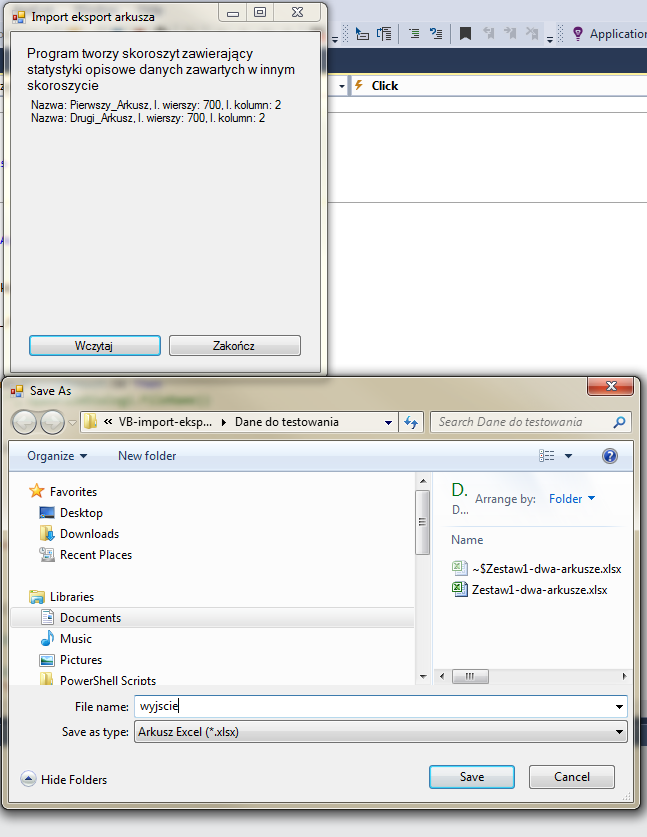 Import eksport arkusza
Program tworzy skoroszyt zawierający
statystyki opisowe danych zawartych w innym
skoroszycie
Nazwa: Pierwszy_Arkusz, l. wierszy: 700, l. kolumn: 2
Nazwa: Drugi_Arkusz, l. wierszy: 700, l. kolumn: 2
Wczytaj
Zakończ
Application
Click
Save As
« VB-import-eksp... Dane do testowania
Search Dane do testowania
Organize
New folder
Favorites
Desktop
Downloads
Recent Places
Libraries
Documents
Music
Pictures
PowerShell Scripts
D.
D...
Arrange by: Folder
Name
~$Zestaw1-dwa-arkusze.xlsx
Zestaw1-dwa-arkusze.xlsx
File name: wyjscie
Save as type: Arkusz Excel (*.xlsx)
Hide Folders
Save
Cancel